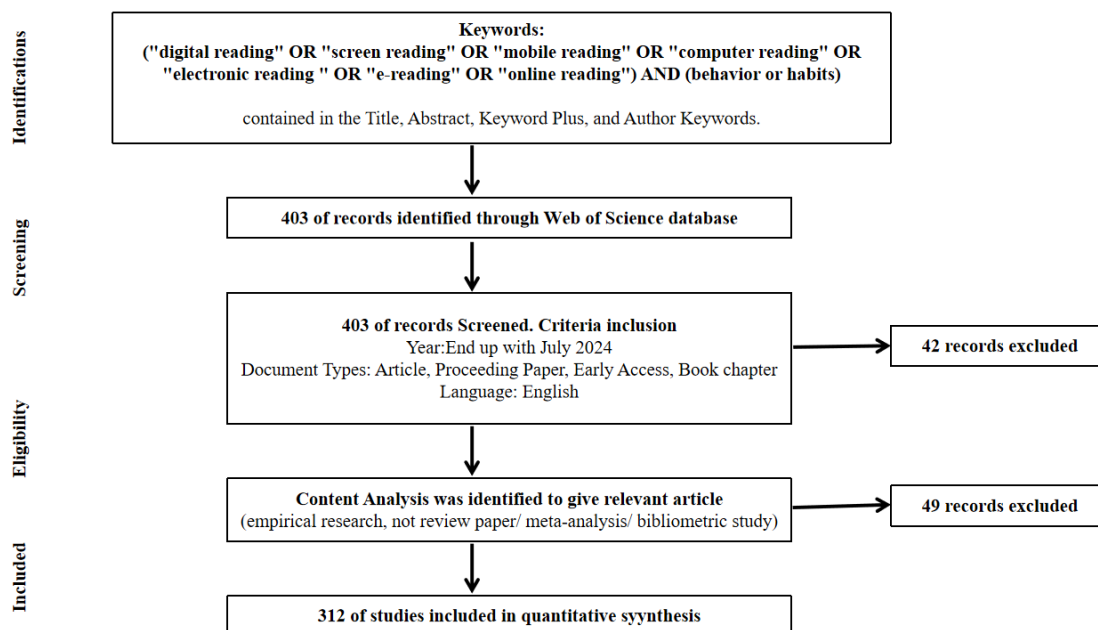 Identifications
Keywords:
("digital reading" OR "screen reading" OR "mobile reading" OR "computer reading" OR
"electronic reading " OR "e-reading" OR "online reading") AND (behavior or habits)
contained in the Title, Abstract, Keyword Plus, and Author Keywords.
403 of records identified through Web of Science database
Screening
403 of records Screened. Criteria inclusion
Year:End up with July 2024
Document Types: Article, Proceeding Paper, Early Access, Book chapter
Language: English
42 records excluded
Eligibility
Content Analysis was identified to give relevant article
(empirical research, not review paper/ meta-analysis/ bibliometric study)
49 records excluded
Included
312 of studies included in quantitative syynthesis